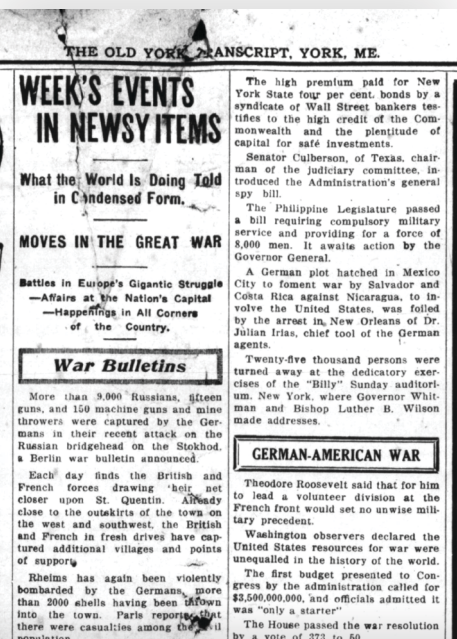 THE OLD YORK TRANSCRIPT, YORK, ME.
WEEK'S EVENTS
IN NEWSY ITEMS
What the World Is Doing Told
in Condensed Form.
MOVES IN THE GREAT WAR
Battles in Europe's Gigantic Struggle
—Affairs at the Nation's Capital
—Happenings in All Corners
of the Country.
War Bulletins
More than 9,000 Russians, fifteen
guns, and 150 machine guns and mine
throwers were captured by the Ger-
mans in their recent attack on the
Russian bridgehead on the Stokhod,
a Berlin war bulletin announced.
Each day finds the British and
French forces drawing their net
closer upon St. Quentin. Already
close to the outskirts of the town on
the west and southwest, the British
and French in fresh drives have cap-
tured additional villages and points
of support.
Rheims has again been violently
bombarded by the Germans, more
than 2000 shells having been thrown
into the town. Paris reports that
there were casualties among the civil
population.
The high premium paid for New
York State four per cent. bonds by a
syndicate of Wall Street bankers tes-
tifies to the high credit of the Com-
monwealth and the plentitude of
capital for safe investments.
Senator Culberson, of Texas, chair-
man of the judiciary committee, in-
troduced the Administration's general
spy bill.
The Philippine Legislature passed
a bill requiring compulsory military
service and providing for a force of
8,000 men. It awaits action by the
Governor General.
A German plot hatched in Mexico
City to foment war by Salvador and
Costa Rica against Nicaragua, to in-
volve the United States, was foiled
by the arrest in New Orleans of Dr.
Julian Irias, chief tool of the German
agents.
Twenty-five thousand persons were
turned away at the dedicatory exer-
cises of the "Billy" Sunday auditori-
um, New York, where Governor Whit-
man and Bishop Luther B. Wilson
made addresses.
GERMAN-AMERICAN WAR
Theodore Roosevelt said that for him
to lead a volunteer division at the
French front would set no unwise mili-
tary precedent.
Washington observers declared the
United States resources for war were
unequalled in the history of the world.
The first budget presented to Con-
gress by the administration called for
$3,500,000,000, and officials admitted it
was "only a starter"
The House passed the war resolution
by a vote of 373 to 50.